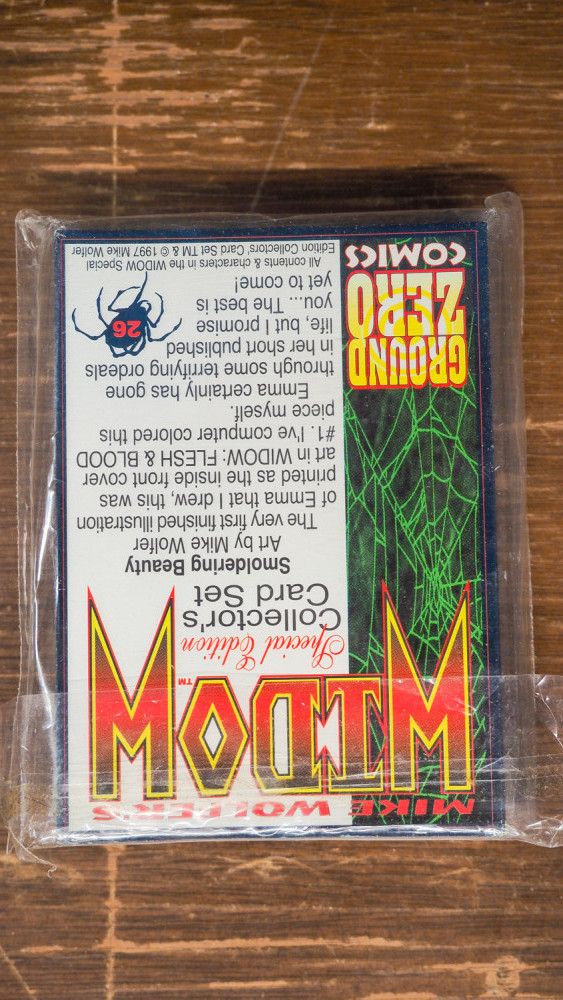 MIKE WOLFER'S
WIDOW™
Special Edition
Collector's
Card Set
Smoldering Beauty
Art by Mike Wolfer
The very first finished illustration
of Emma that I drew, this was
printed as the inside front cover
art in WIDOW: FLESH & BLOOD
#1. I've computer colored this
piece myself.
Emma certainly has gone
through some terrifying ordeals
in her short published
life, but I promise
you... The best is
yet to come!
26
All contents & characters in the WIDOW Special
Edition Collectors' Card Set TM & © 1997 Mike Wolfer
GROUND
ZERO
COMICS